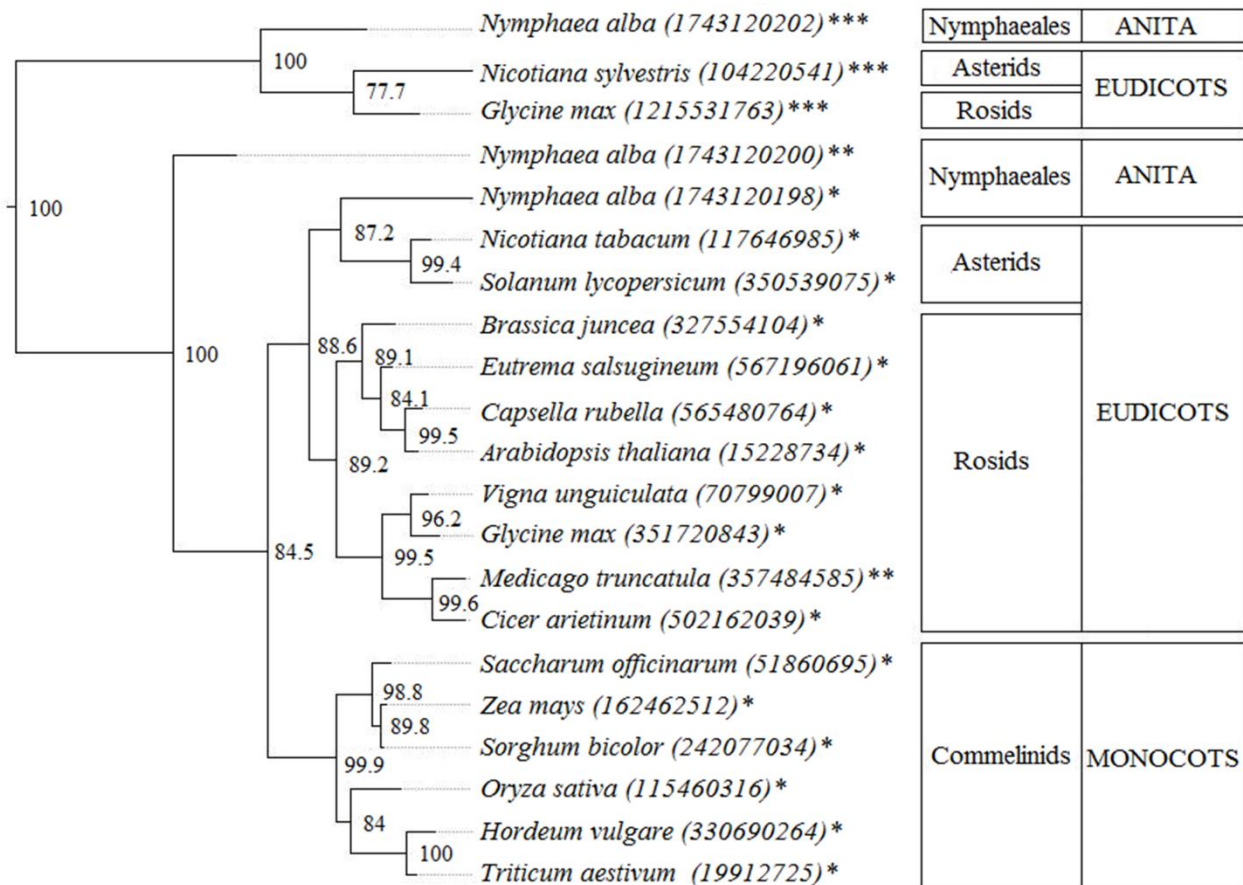 Nymphaea alba (1743120202)*** Nymphaeales ANITA
100
Nicotiana sylvestris (104220541)*** Asterids
77.7 EUDICOTS
Glycine max (1215531763)*** Rosids
Nymphaea alba (1743120200)**
Nymphaeales ANITA
Nymphaea alba (1743120198)*
100
87.2
Nicotiana tabacum (117646985)*
99.4 Asterids
Solanum lycopersicum (350539075)*
Brassica juncea (327554104)*
100 88.6 89.1
Eutrema salsugineum (567196061)*
84.1
Capsella rubella (565480764)*
99.5 EUDICOTS
Arabidopsis thaliana (15228734)*
89.2 Rosids
Vigna unguiculata (70799007)*
96.2
Glycine max (351720843)*
84.5 99.5
Medicago truncatula (357484585)**
99.6
Cicer arietinum (502162039)*
Saccharum officinarum (51860695)*
98.8
Zea mays (162462512)*
89.8
Sorghum bicolor (242077034)*
99.9 Commelinids MONOCOTS
Oryza sativa (115460316)*
84
Hordeum vulgare (330690264)*
100
Triticum aestivum (19912725)*